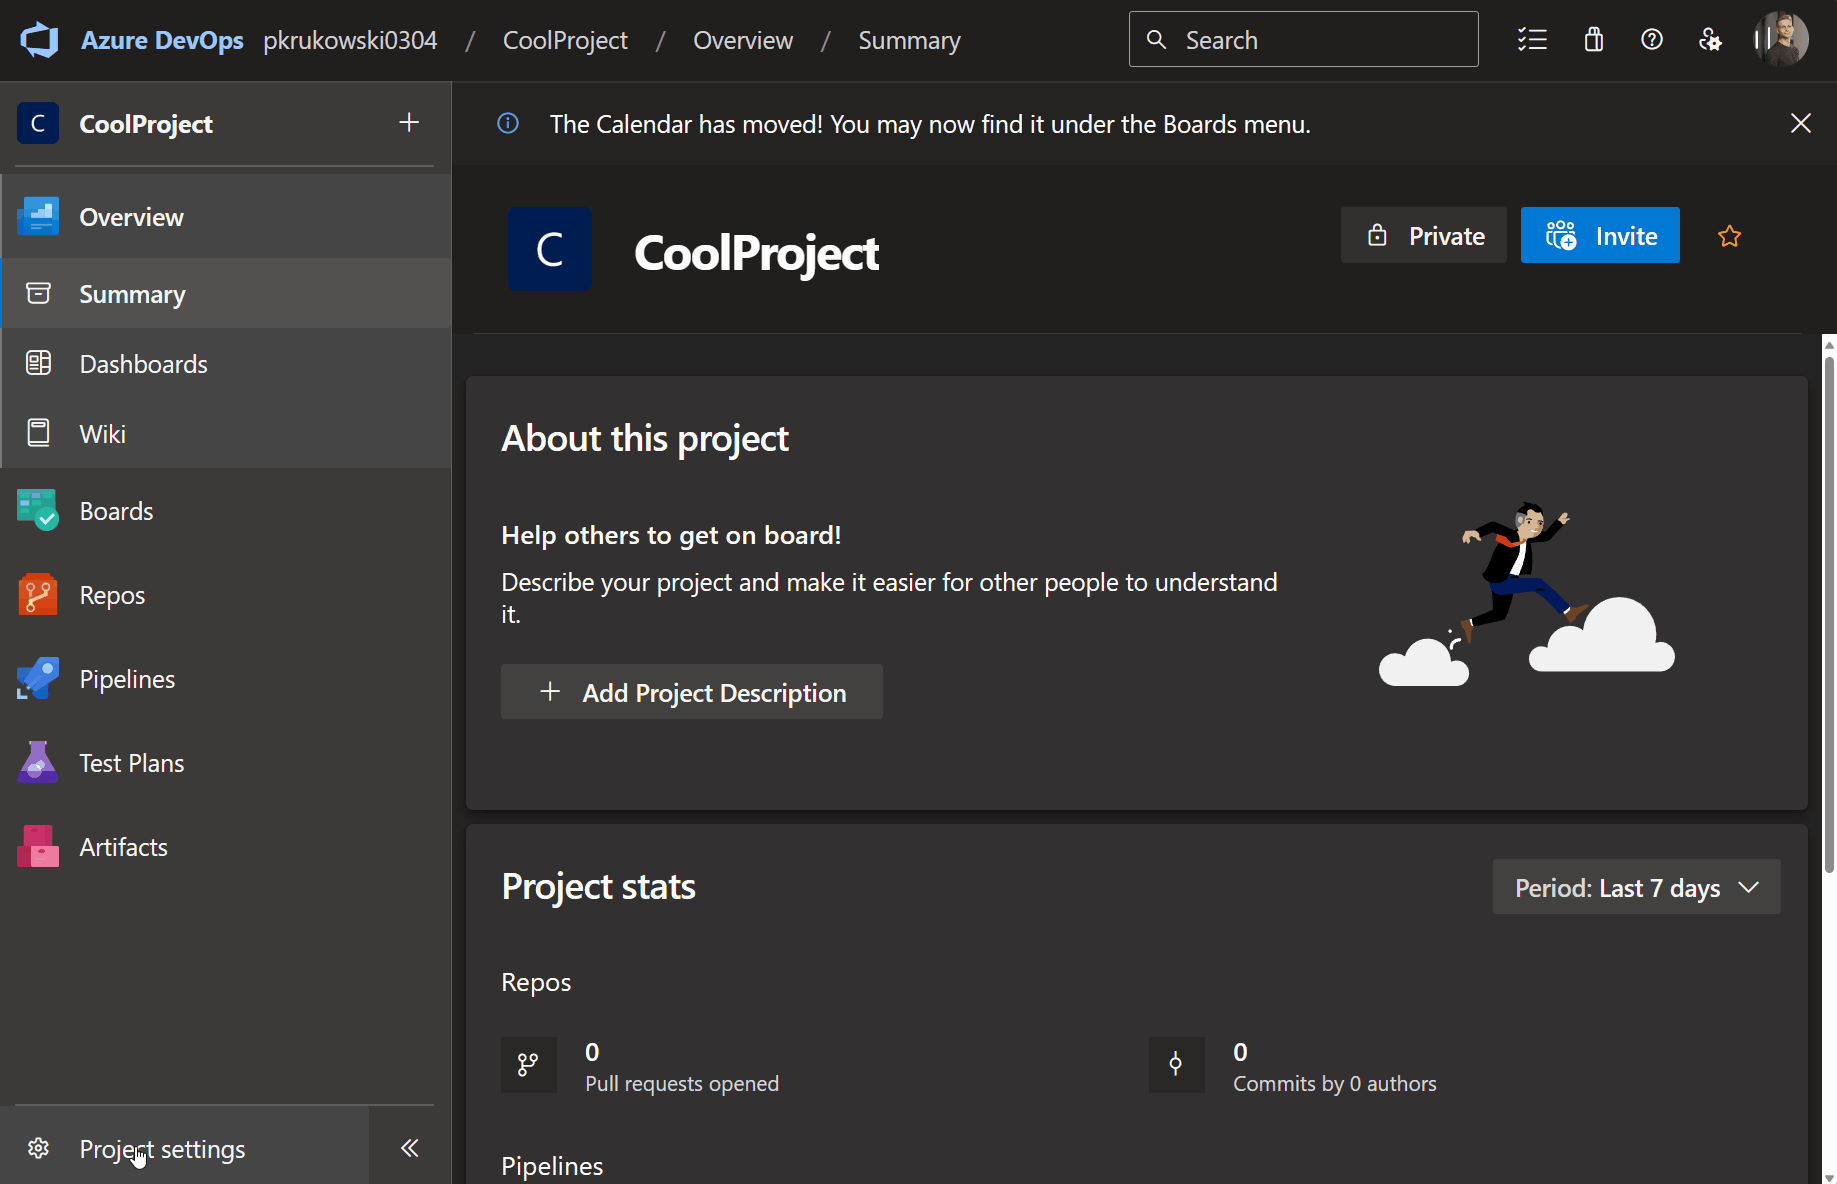 Azure DevOps pkrukowski0304 / CoolProject / Overview / Summary
Search
C CoolProject
Overview
Summary
Dashboards
Wiki
Boards
Repos
Pipelines
Test Plans
Artifacts
Project settings
The Calendar has moved! You may now find it under the Boards menu.
C CoolProject
Private
Invite
About this project
Help others to get on board!
Describe your project and make it easier for other people to understand
it.
Add Project Description
Project stats
Period: Last 7 days
Repos
0
Pull requests opened
0
Commits by 0 authors
Pipelines